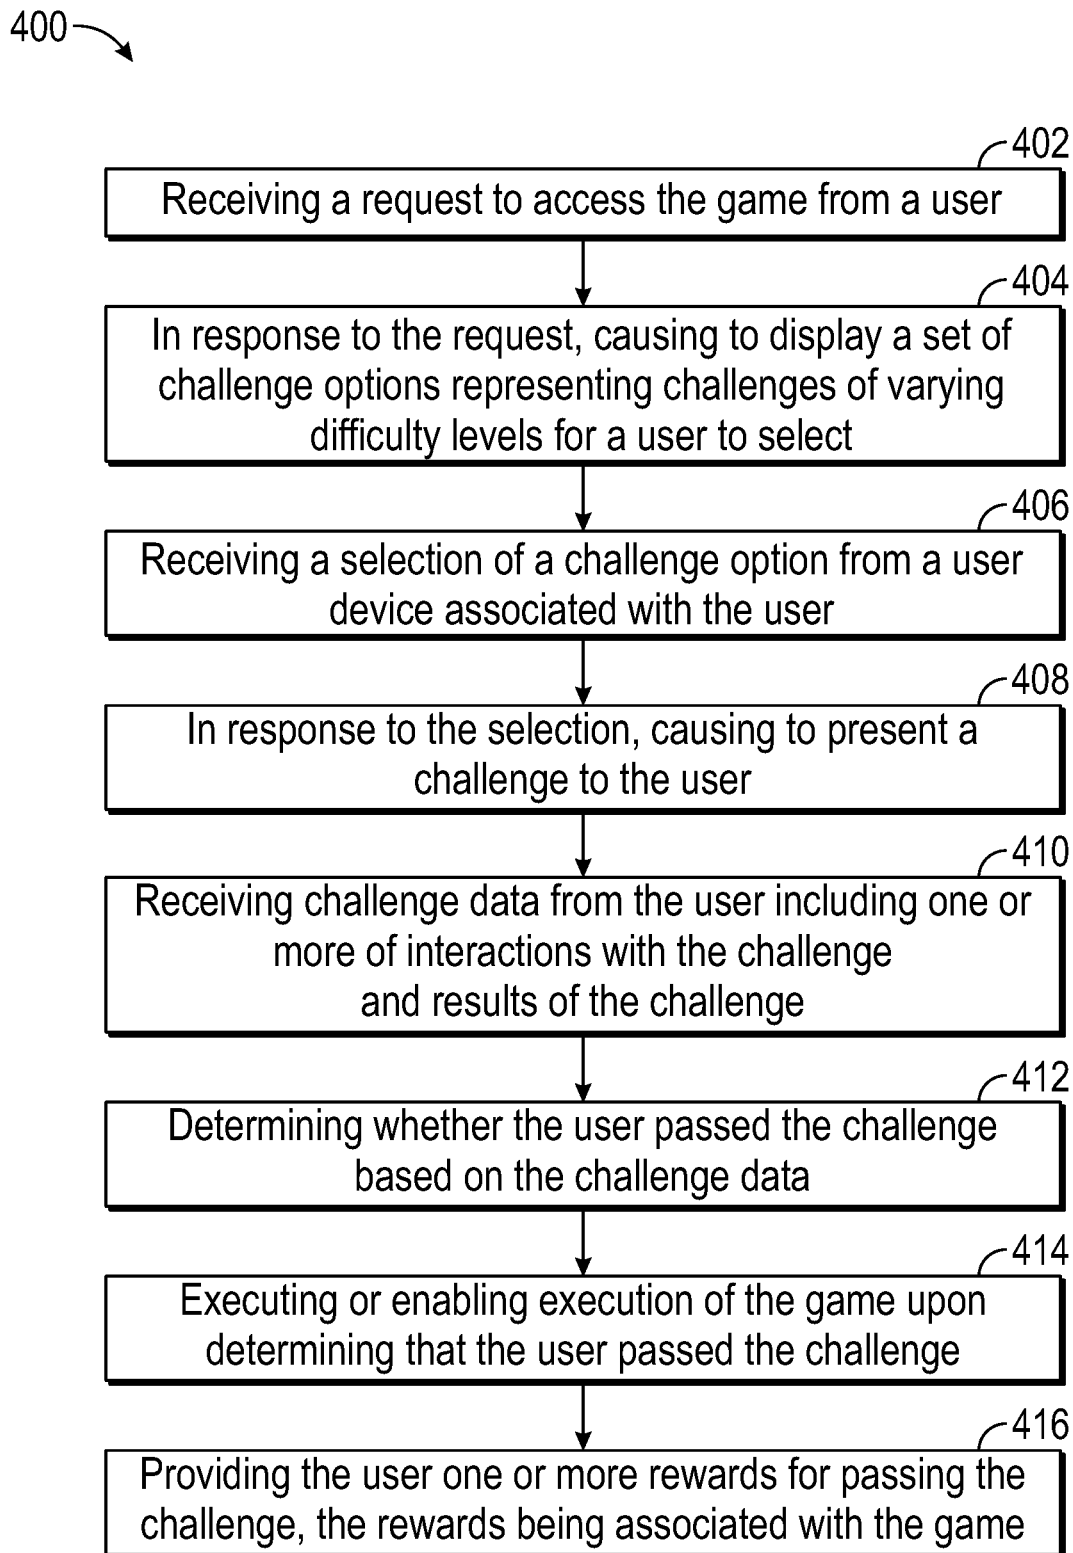 400
402
Receiving a request to access the game from a user
404
In response to the request, causing to display a set of
challenge options representing challenges of varying
difficulty levels for a user to select
406
Receiving a selection of a challenge option from a user
device associated with the user
408
In response to the selection, causing to present a
challenge to the user
410
Receiving challenge data from the user including one or
more of interactions with the challenge
and results of the challenge
412
Determining whether the user passed the challenge
based on the challenge data
414
Executing or enabling execution of the game upon
determining that the user passed the challenge
416
Providing the user one or more rewards for passing the
challenge, the rewards being associated with the game